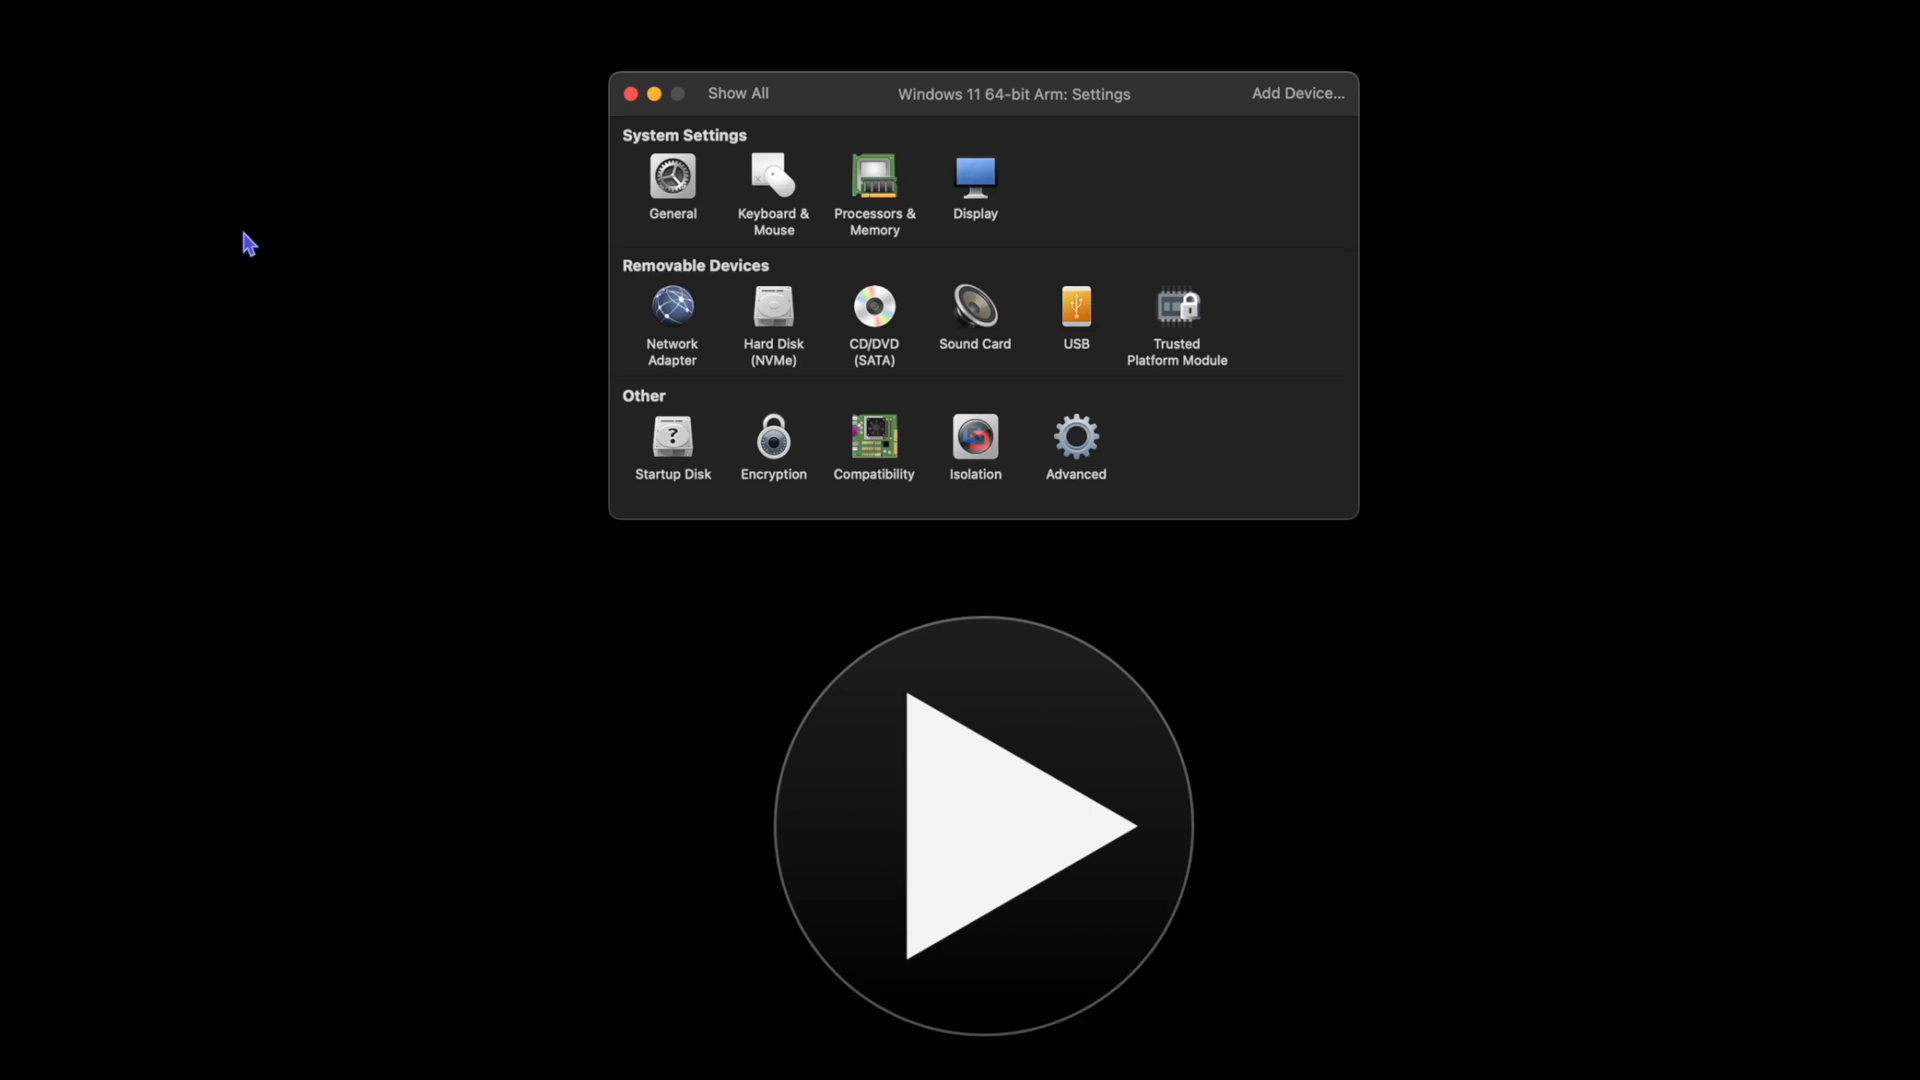 Show All
Windows 11 64-bit Arm: Settings
Add Device...
System Settings
General
Keyboard &
Mouse
Processors &
Memory
Display
Removable Devices
Network
Adapter
Hard Disk
(NVMe)
CD/DVD
(SATA)
Sound Card
USB
Trusted
Platform Module
Other
?
Startup Disk
Encryption
Compatibility
Isolation
Advanced